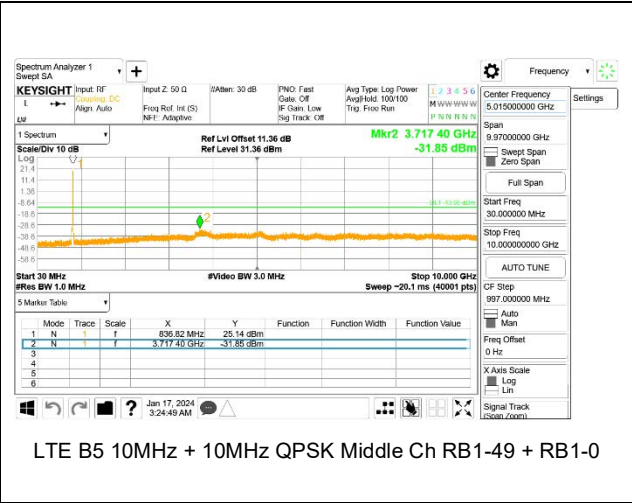 Spectrum Analyzer 1
Swept SA
+
Frequency
KEYSIGHT Input: RF Input Z: 50 Ω #Atten: 30 dB PNO: Fast Avg Type: Log-Power 1 2 3 4 5 6
L Coupling: DC Gate: Off Avg|Hold: 100/100 M W W W W W
Align: Auto Freq Ref: Int (S) IF Gain: Low Trig: Free Run
NFE: Adaptive Sig Track: Off P N N N N N
1 Spectrum
Ref Lvl Offset 11.36 dB Mkr2 3.717 40 GHz
Scale/Div 10 dB Ref Level 31.36 dBm -31.85 dBm
Log
21.4
11.4
1.36
-8.64
-18.6
-28.6
-38.6
-48.6
-58.6
1
2
Start 30 MHz #Video BW 3.0 MHz Stop 10.000 GHz
#Res BW 1.0 MHz Sweep ~20.1 ms (40001 pts)
5 Marker Table
Mode Trace Scale X Y Function Function Width Function Value
1 N 1 f 836.82 MHz 25.14 dBm
2 N 1 f 3.717 40 GHz -31.85 dBm
3
4
5
6
Jan 17, 2024
3:24:49 AM
?
Center Frequency
5.015000000 GHz
Settings
Span
9.97000000 GHz
Swept Span
Zero Span
Full Span
Start Freq
30.000000 MHz
Stop Freq
10.000000000 GHz
AUTO TUNE
CF Step
997.000000 MHz
Auto
Man
Freq Offset
0 Hz
X Axis Scale
Log
Lin
Signal Track
(Span Zoom)
LTE B5 10MHz + 10MHz QPSK Middle Ch RB1-49 + RB1-0